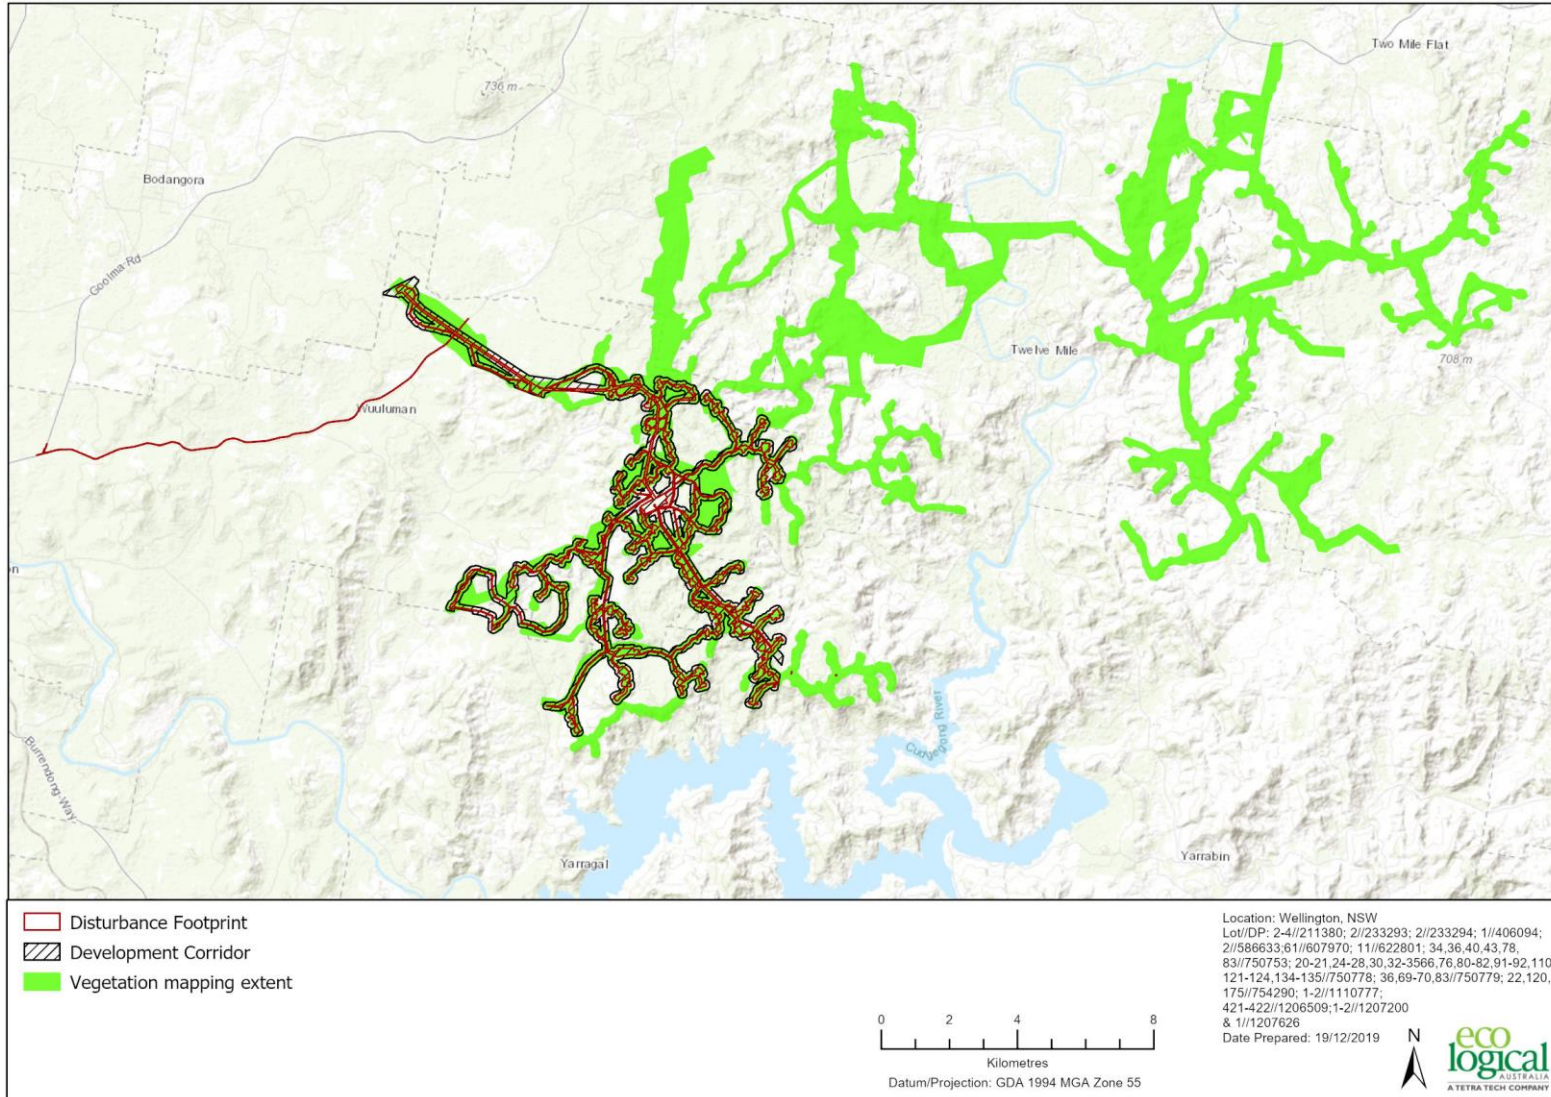 Two Mile Flat
736 m
Bodangora
Goolma Rd
Twelve Mile
708 m
Wuuluman
on
Cudgegong River
Burrendong Way
Yarragal
Yarrabin
Disturbance Footprint
Development Corridor
Vegetation mapping extent
0 2 4 8
Kilometres
Datum/Projection: GDA 1994 MGA Zone 55
Location: Wellington, NSW
Lot//DP: 2-4//211380; 2//233293; 2//233294; 1//406094;
2//586633;61//607970; 11//622801; 34,36,40,43,78,
83//750753; 20-21,24-28,30,32-3566,76,80-82,91-92,110
121-124,134-135//750778; 36,69-70,83//750779; 22,120,
175//754290; 1-2//1110777;
421-422//1206509;1-2//1207200
& 1//1207626
Date Prepared: 19/12/2019
N
eco
logical
AUSTRALIA
A TETRA TECH COMPANY